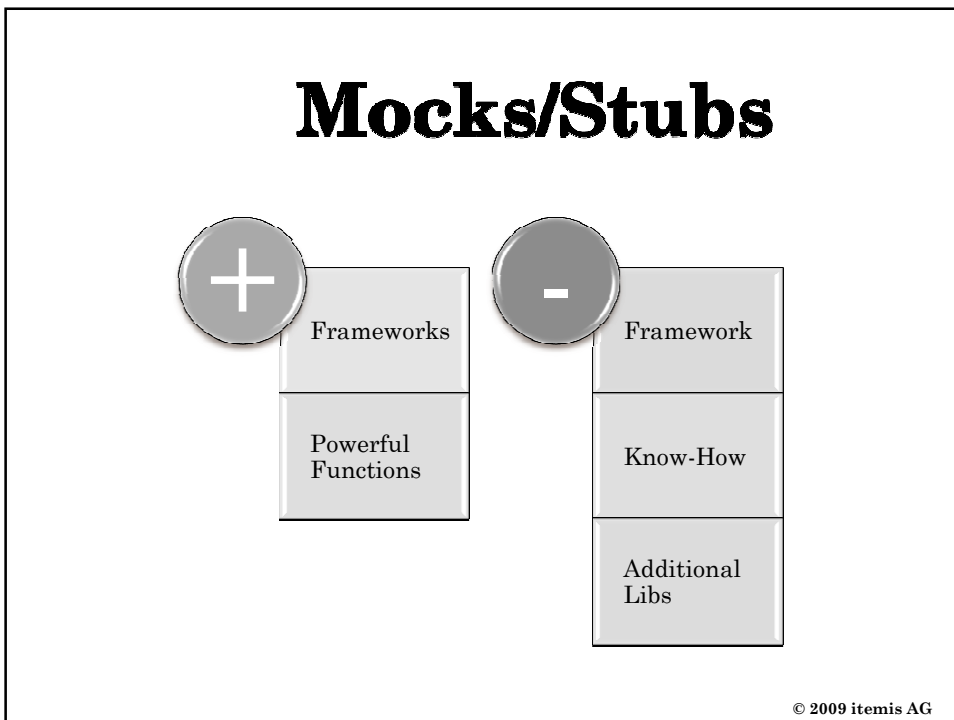 Mocks/Stubs
+
Frameworks
Powerful
Functions
-
Framework
Know-How
Additional
Libs
© 2009 itemis AG